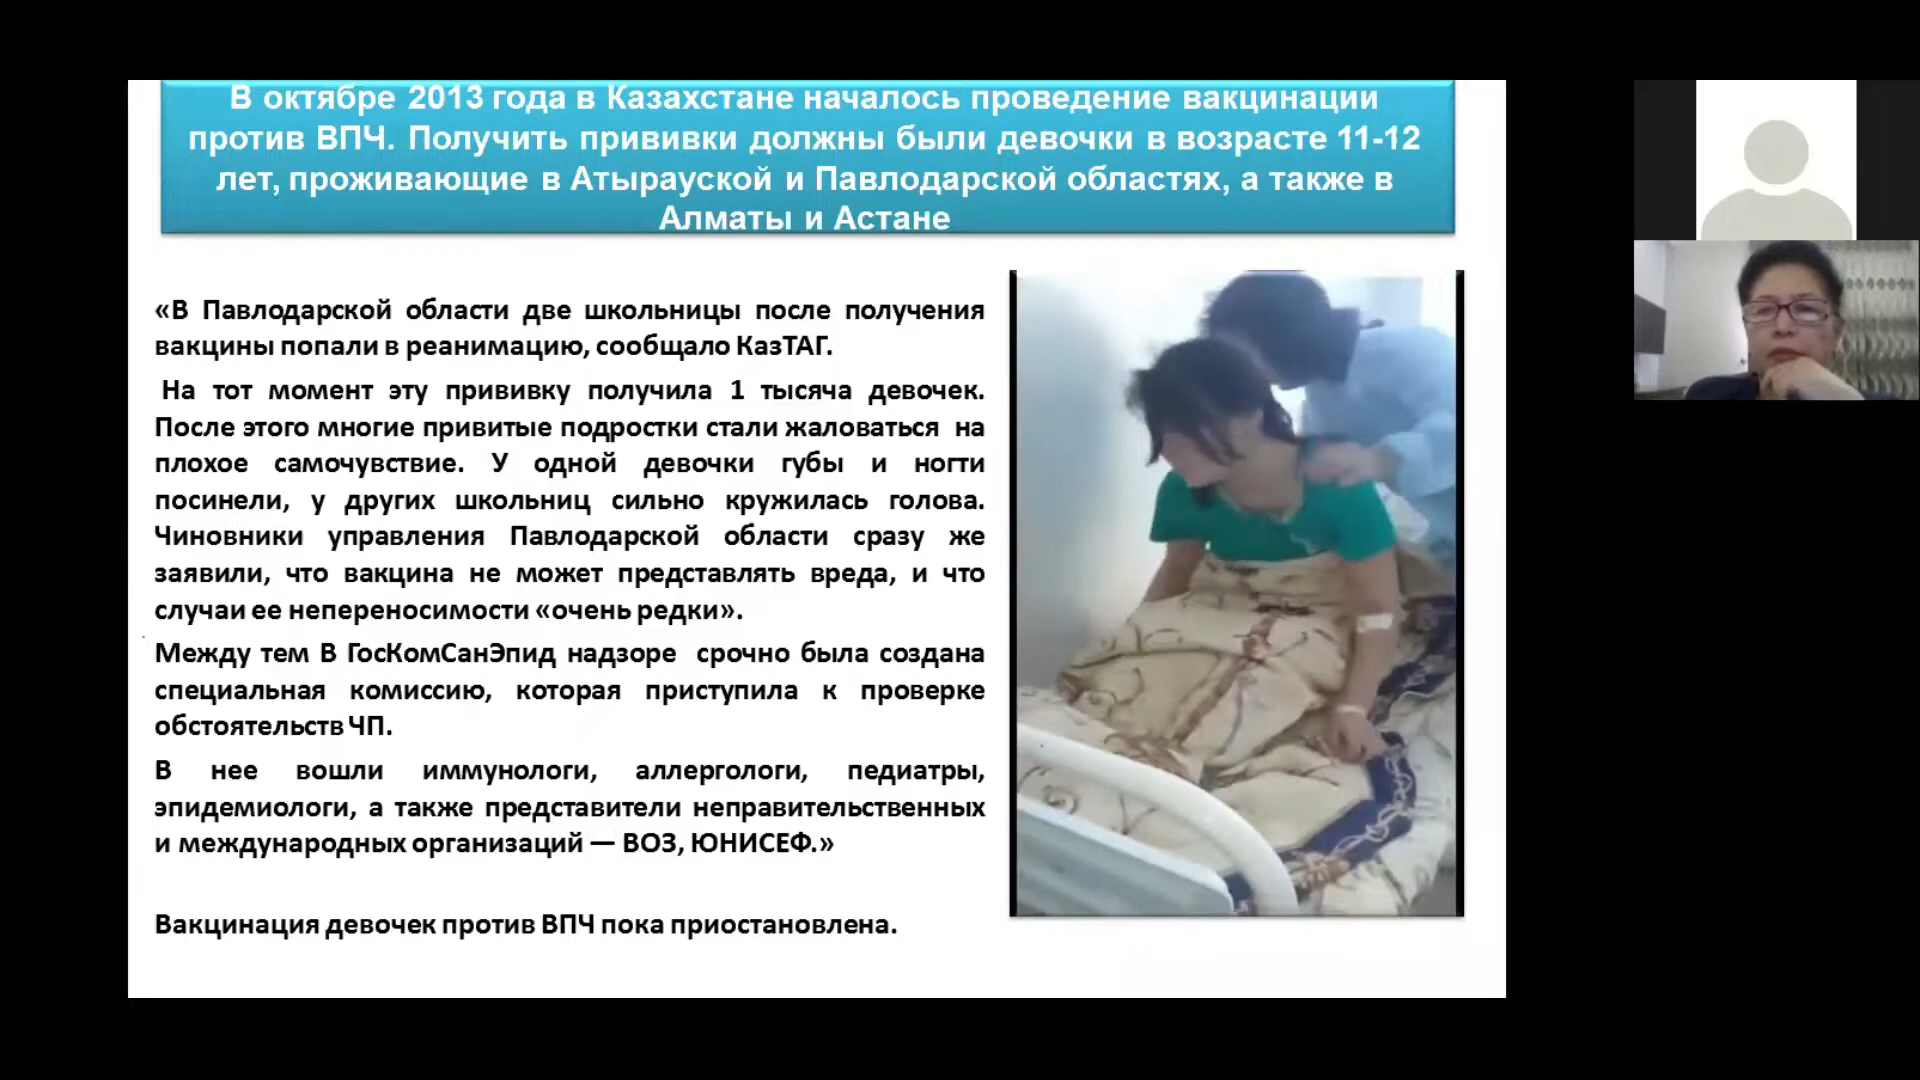 В октябре 2013 года в Казахстане началось проведение вакцинации
против ВПЧ. Получить прививки должны были девочки в возрасте 11-12
лет, проживающие в Атырауской и Павлодарской областях, а также в
Алматы и Астане
«В Павлодарской области две школьницы после получения
вакцины попали в реанимацию, сообщало КазТАГ.
На тот момент эту прививку получила 1 тысяча девочек.
После этого многие привитые подростки стали жаловаться на
плохое самочувствие. У одной девочки губы и ногти
посинели, у других школьниц сильно кружилась голова.
Чиновники управления Павлодарской области сразу же
заявили, что вакцина не может представлять вреда, и что
случаи ее непереносимости «очень редки».
Между тем В ГосКомСанЭпид надзоре срочно была создана
специальная комиссию, которая приступила к проверке
обстоятельств ЧП.
В нее вошли иммунологи, аллергологи, педиатры,
эпидемиологи, а также представители неправительственных
и международных организаций — ВОЗ, ЮНИСЕФ.»
Вакцинация девочек против ВПЧ пока приостановлена.